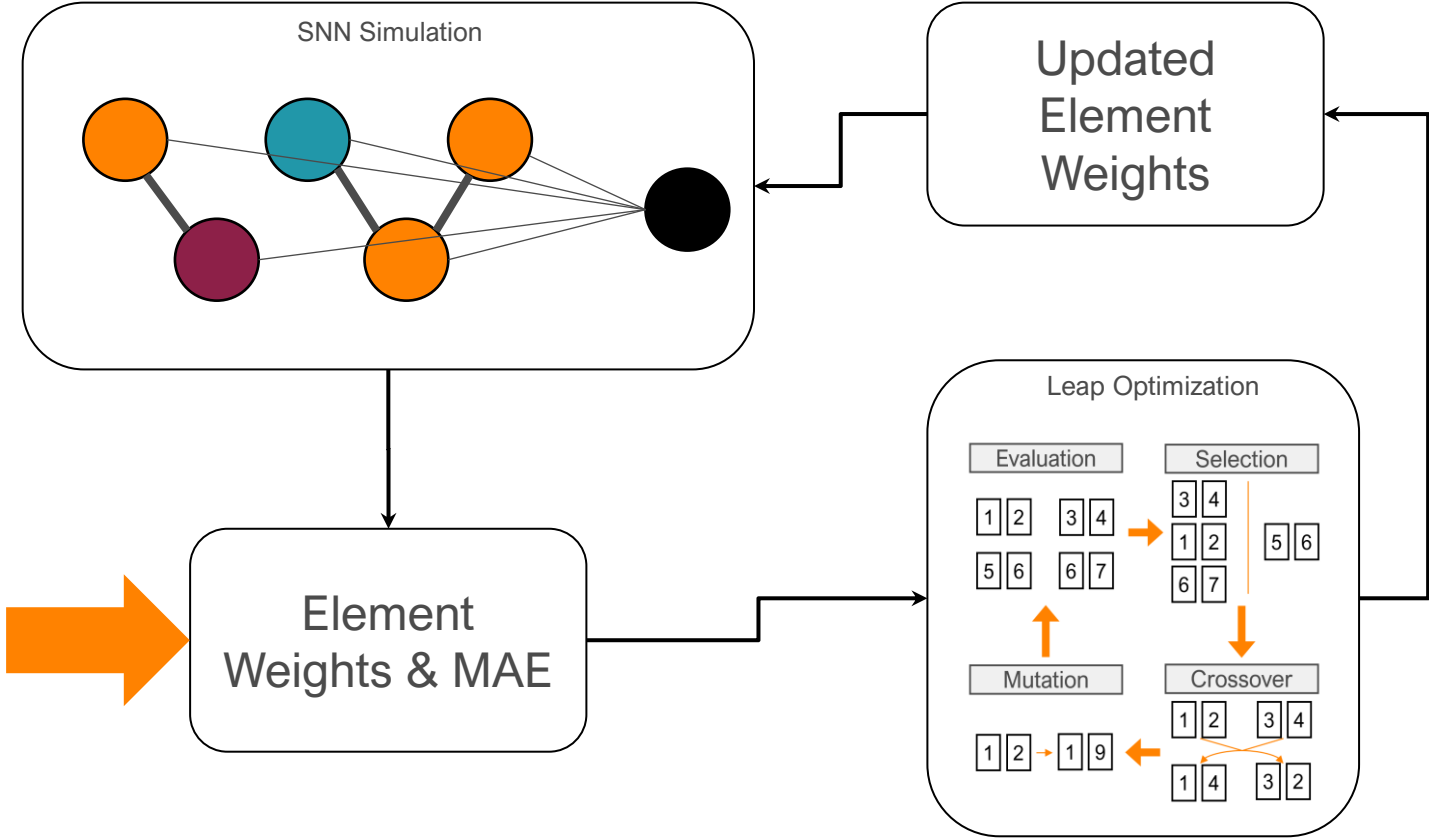 SNN Simulation
Updated
Element
Weights
Element
Weights & MAE
Leap Optimization
Evaluation
1 2 3 4
5 6 6 7
Selection
3 4
1 2
6 7
5 6
Mutation
1 2 1 9
Crossover
1 2 3 4
1 4 3 2